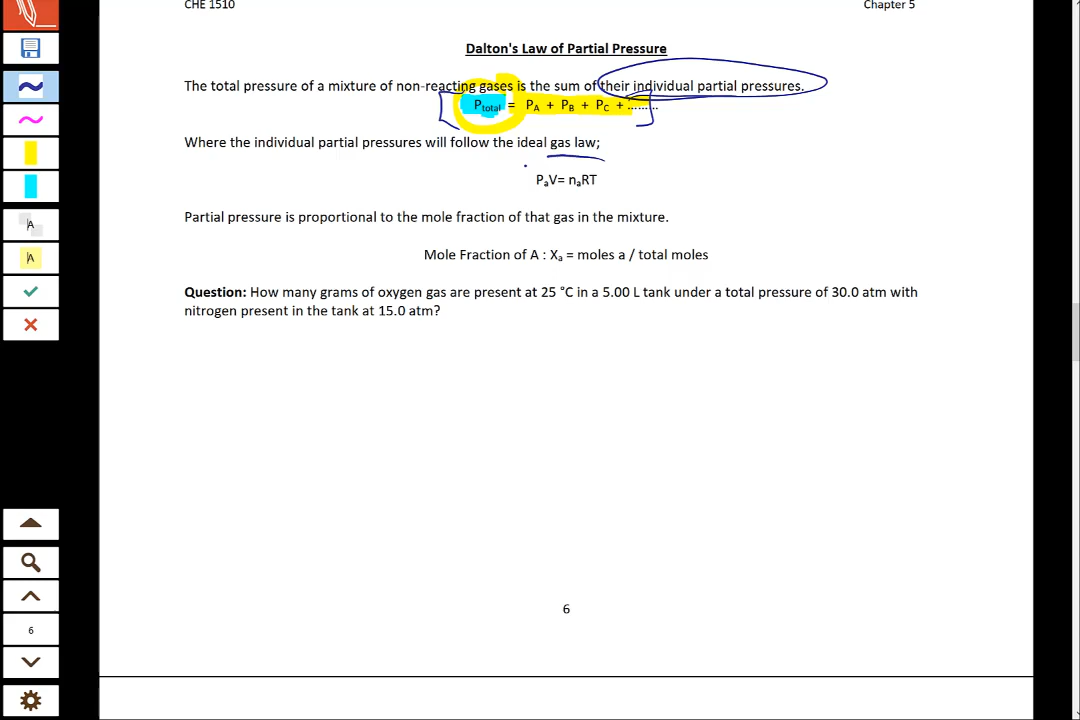 CHE 1510 Chapter 5
Dalton's Law of Partial Pressure
The total pressure of a mixture of non-reacting gases is the sum of their individual partial pressures.
Ptotal = PA + PB + PC + .........
Where the individual partial pressures will follow the ideal gas law;
PaV= naRT
Partial pressure is proportional to the mole fraction of that gas in the mixture.
Mole Fraction of A : Xa = moles a / total moles
Question: How many grams of oxygen gas are present at 25 °C in a 5.00 L tank under a total pressure of 30.0 atm with
nitrogen present in the tank at 15.0 atm?
A
A
6
6